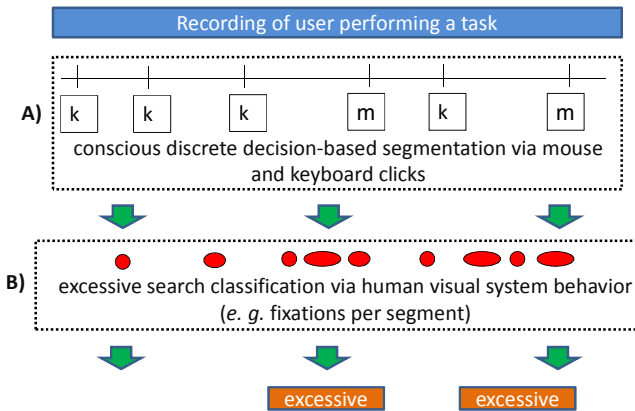 Recording of user performing a task
A)
k k k m k m
conscious discrete decision-based segmentation via mouse
and keyboard clicks
B)
excessive search classification via human visual system behavior
(e. g. fixations per segment)
excessive excessive